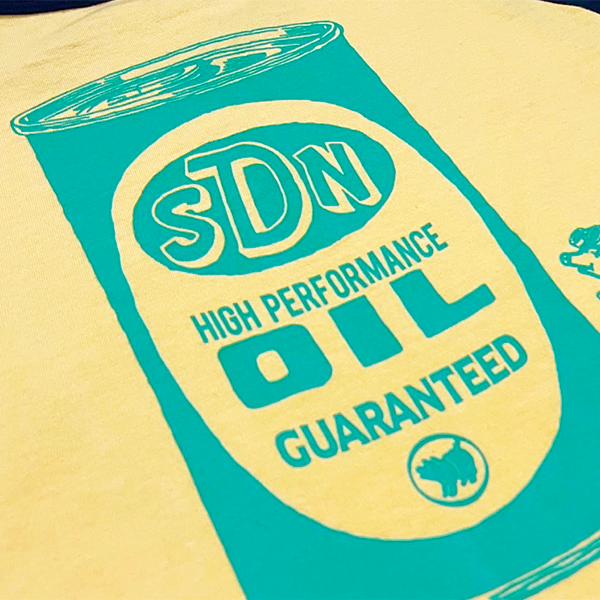 SDN
HIGH PERFORMANCE
OIL
GUARANTEED